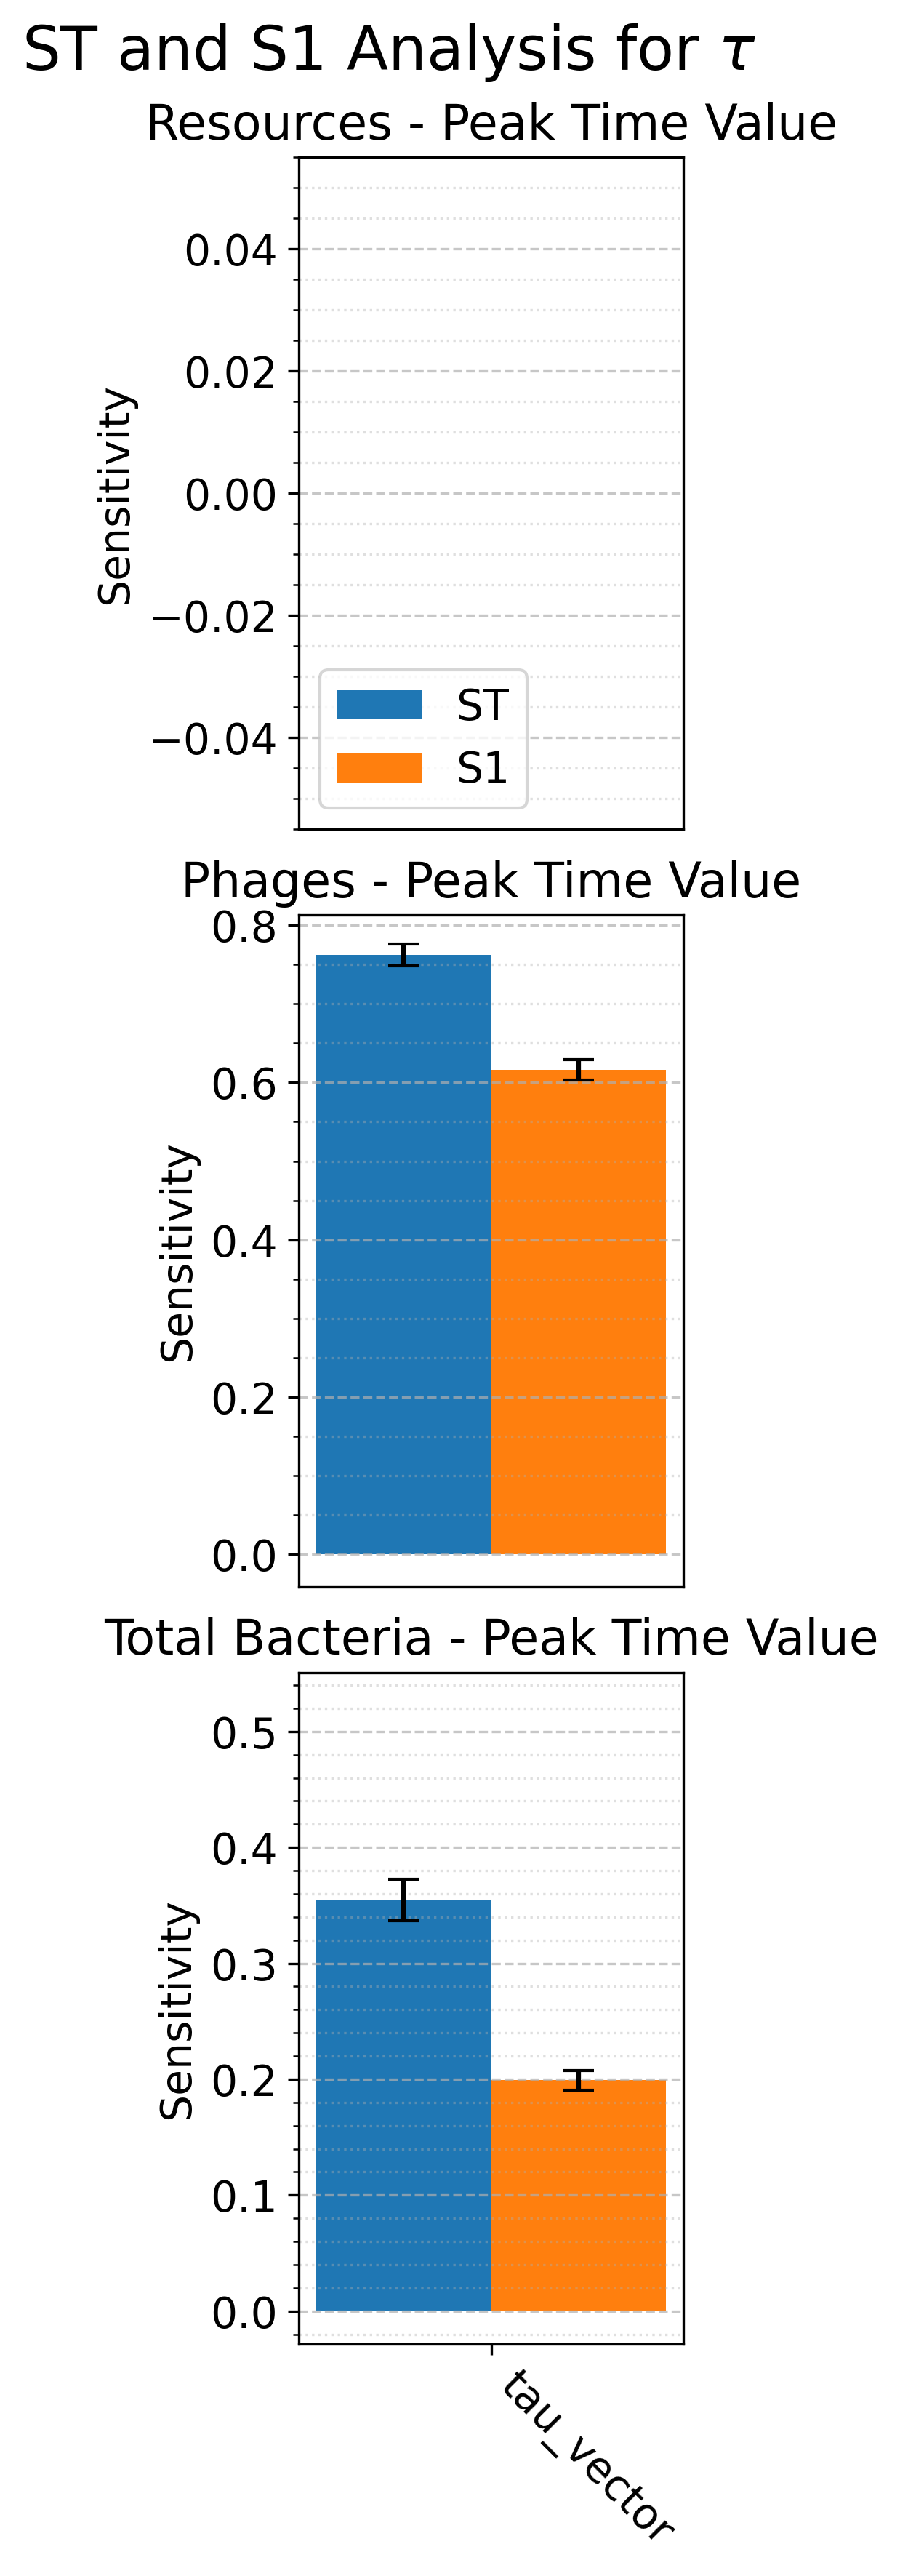 ST and S1 Analysis for τ
Resources - Peak Time Value
Sensitivity
0.04
0.02
0.00
−0.02
−0.04
ST
S1
Phages - Peak Time Value
Sensitivity
0.8
0.6
0.4
0.2
0.0
Total Bacteria - Peak Time Value
Sensitivity
0.5
0.4
0.3
0.2
0.1
0.0
tau_vector